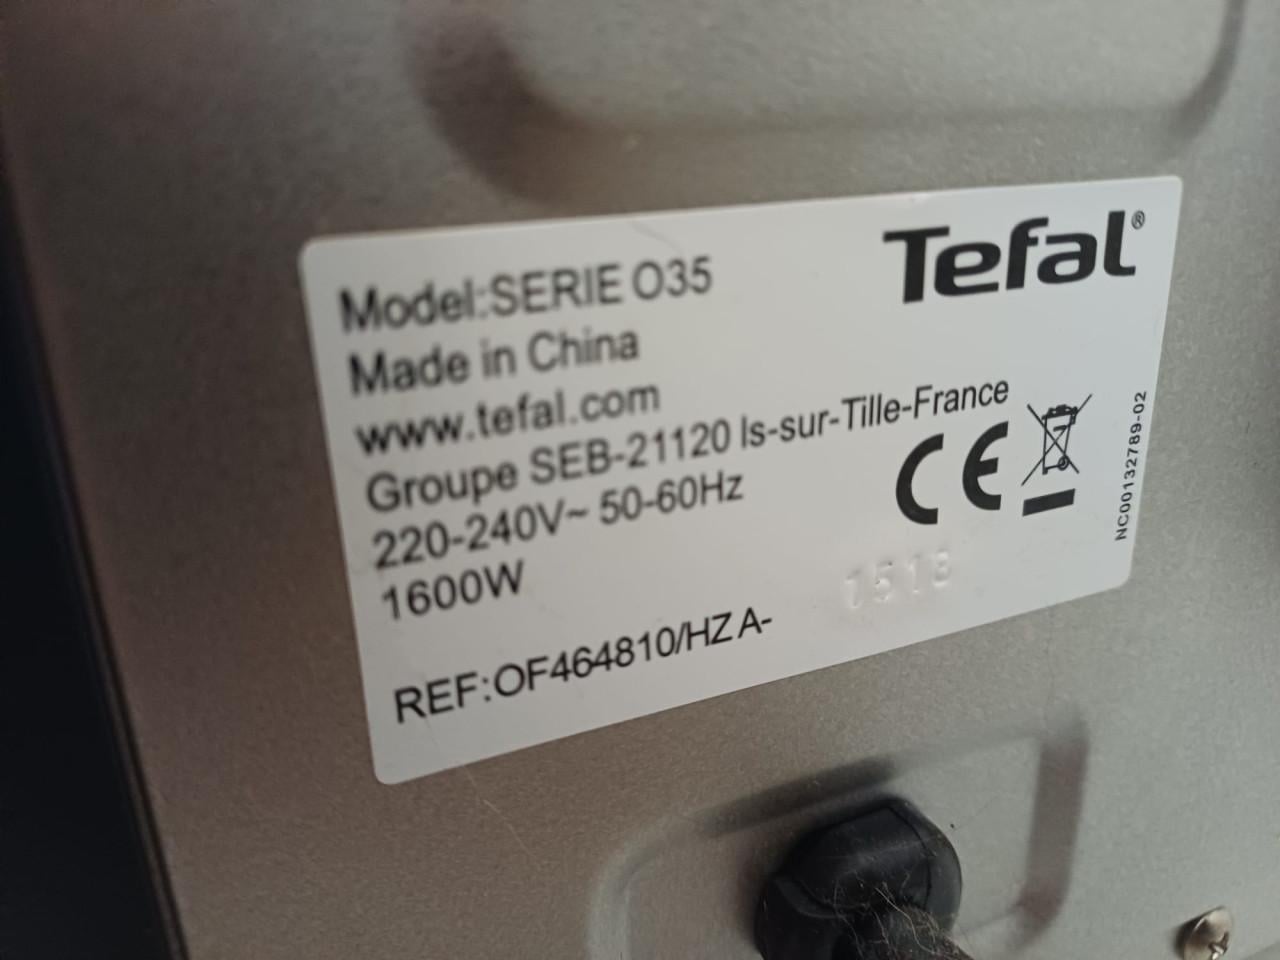 Tefal®
Model:SERIE O35
Made in China
www.tefal.com
Groupe SEB-21120 Is-sur-Tille-France
220-240V~ 50-60Hz
1600W
CE
NC00132789-02
1518
REF:OF464810/HZ A-